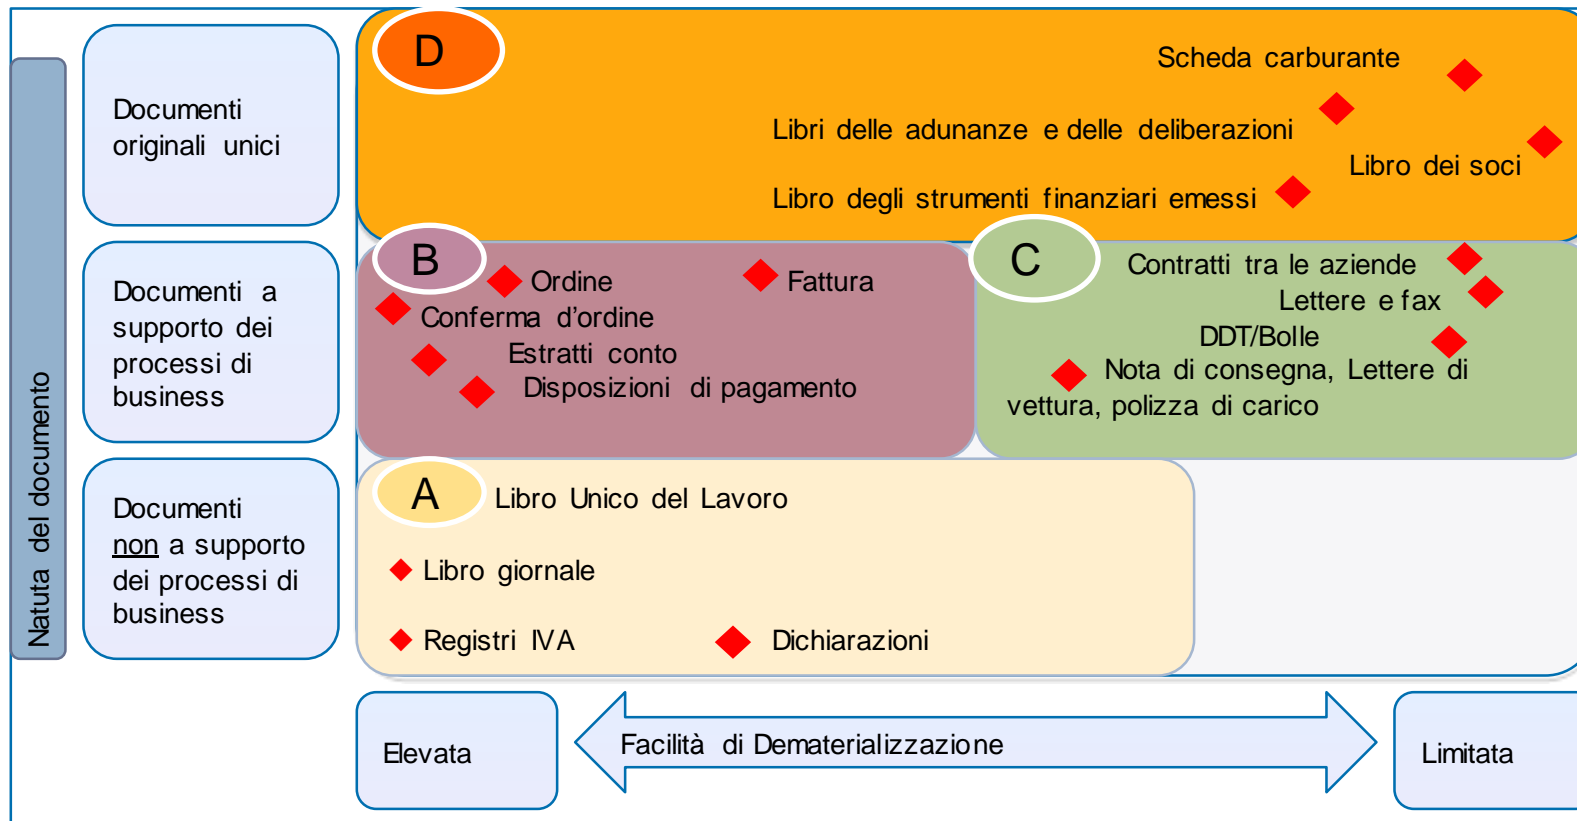 Natuta del documento
Documenti
originali unici
D
Scheda carburante
Libri delle adunanze e delle deliberazioni
Libro dei soci
Libro degli strumenti finanziari emessi
Documenti a
supporto dei
processi di
business
B
Ordine
Fattura
Conferma d'ordine
Estratti conto
Disposizioni di pagamento
C
Contratti tra le aziende
Lettere e fax
DDT/Bolle
Nota di consegna, Lettere di
vettura, polizza di carico
Documenti
non a supporto
dei processi di
business
A
Libro Unico del Lavoro
Libro giornale
Registri IVA
Dichiarazioni
Elevata
Facilità di Dematerializzazione
Limitata